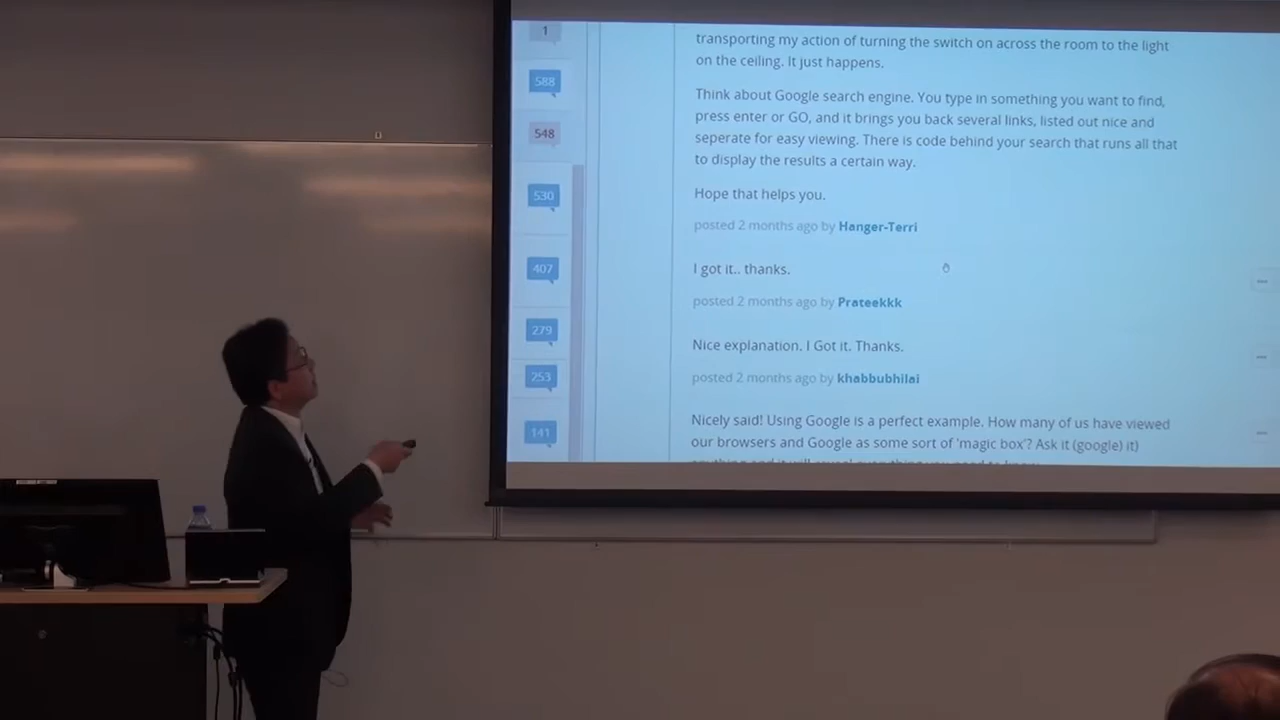 1
588
548
530
407
279
253
141
transporting my action of turning the switch on across the room to the light
on the ceiling. It just happens.
Think about Google search engine. You type in something you want to find,
press enter or GO, and it brings you back several links, listed out nice and
seperate for easy viewing. There is code behind your search that runs all that
to display the results a certain way.
Hope that helps you.
posted 2 months ago by Hanger-Terri
I got it.. thanks.
posted 2 months ago by Prateekkk
Nice explanation. I Got it. Thanks.
posted 2 months ago by khabbubhilai
Nicely said! Using Google is a perfect example. How many of us have viewed
our browsers and Google as some sort of 'magic box'? Ask it (google) it)